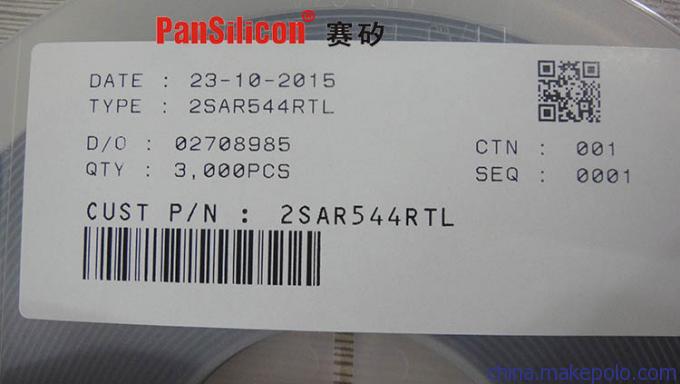 PanSilicon® 赛矽
DATE : 23-10-2015
TYPE : 2SAR544RTL
D/O : 02708985
QTY : 3,000PCS
CTN : 001
SEQ : 0001
CUST P/N : 2SAR544RTL
china.makepolo.com